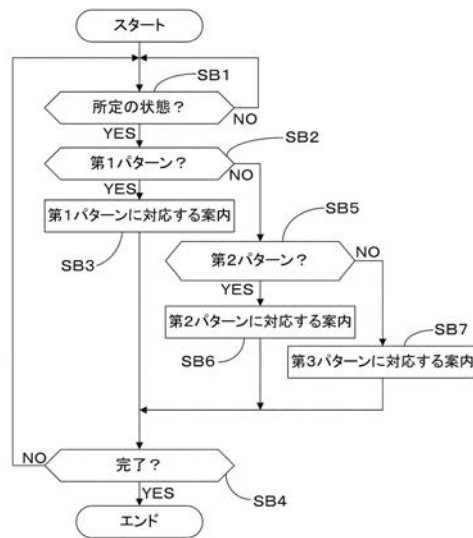 スタート
SB1
所定の状態？
NO
YES
SB2
第1パターン？
NO
YES
SB5
第1パターンに対応する案内
SB3
第2パターン？
NO
YES
第2パターンに対応する案内
SB7
SB6
第3パターンに対応する案内
NO
完了？
YES
SB4
エンド